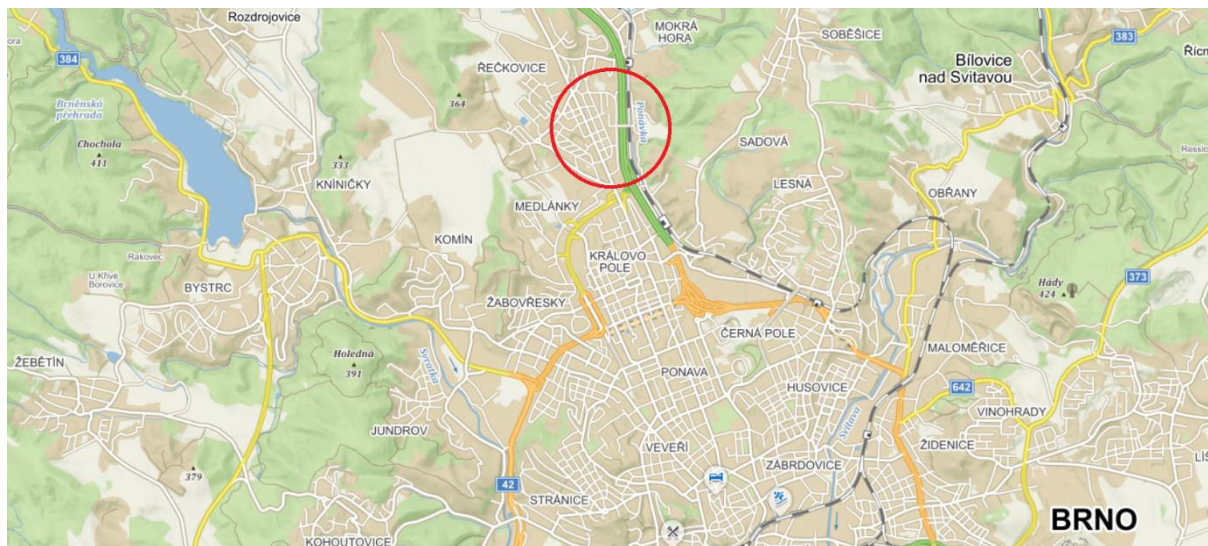 Rozdrojovice
MOKRÁ
HORA
SOBĚŠICE
383
384
ŘEČKOVICE
Bílovice
nad Svitavou
Brněnská
přehrada
364
Ponávka
Chochola
411
333
SADOVÁ
KNÍNIČKY
LESNÁ
OBŘANY
MEDLÁNKY
KOMÍN
KRÁLOVO
POLE
Rakovec
U Křivé
Borovice
BYSTRC
373
Hády
424
ŽABOVŘESKY
ČERNÁ POLE
ŽEBĚTÍN
Holedná
391
Svratka
MALOMĚŘICE
PONAVA
HUSOVICE
642
VINOHRADY
JUNDROV
Svitava
VEVEŘÍ
ŽIDENICE
379
ZÁBRDOVICE
42
STRÁNICE
BRNO
KOHOUTOVICE